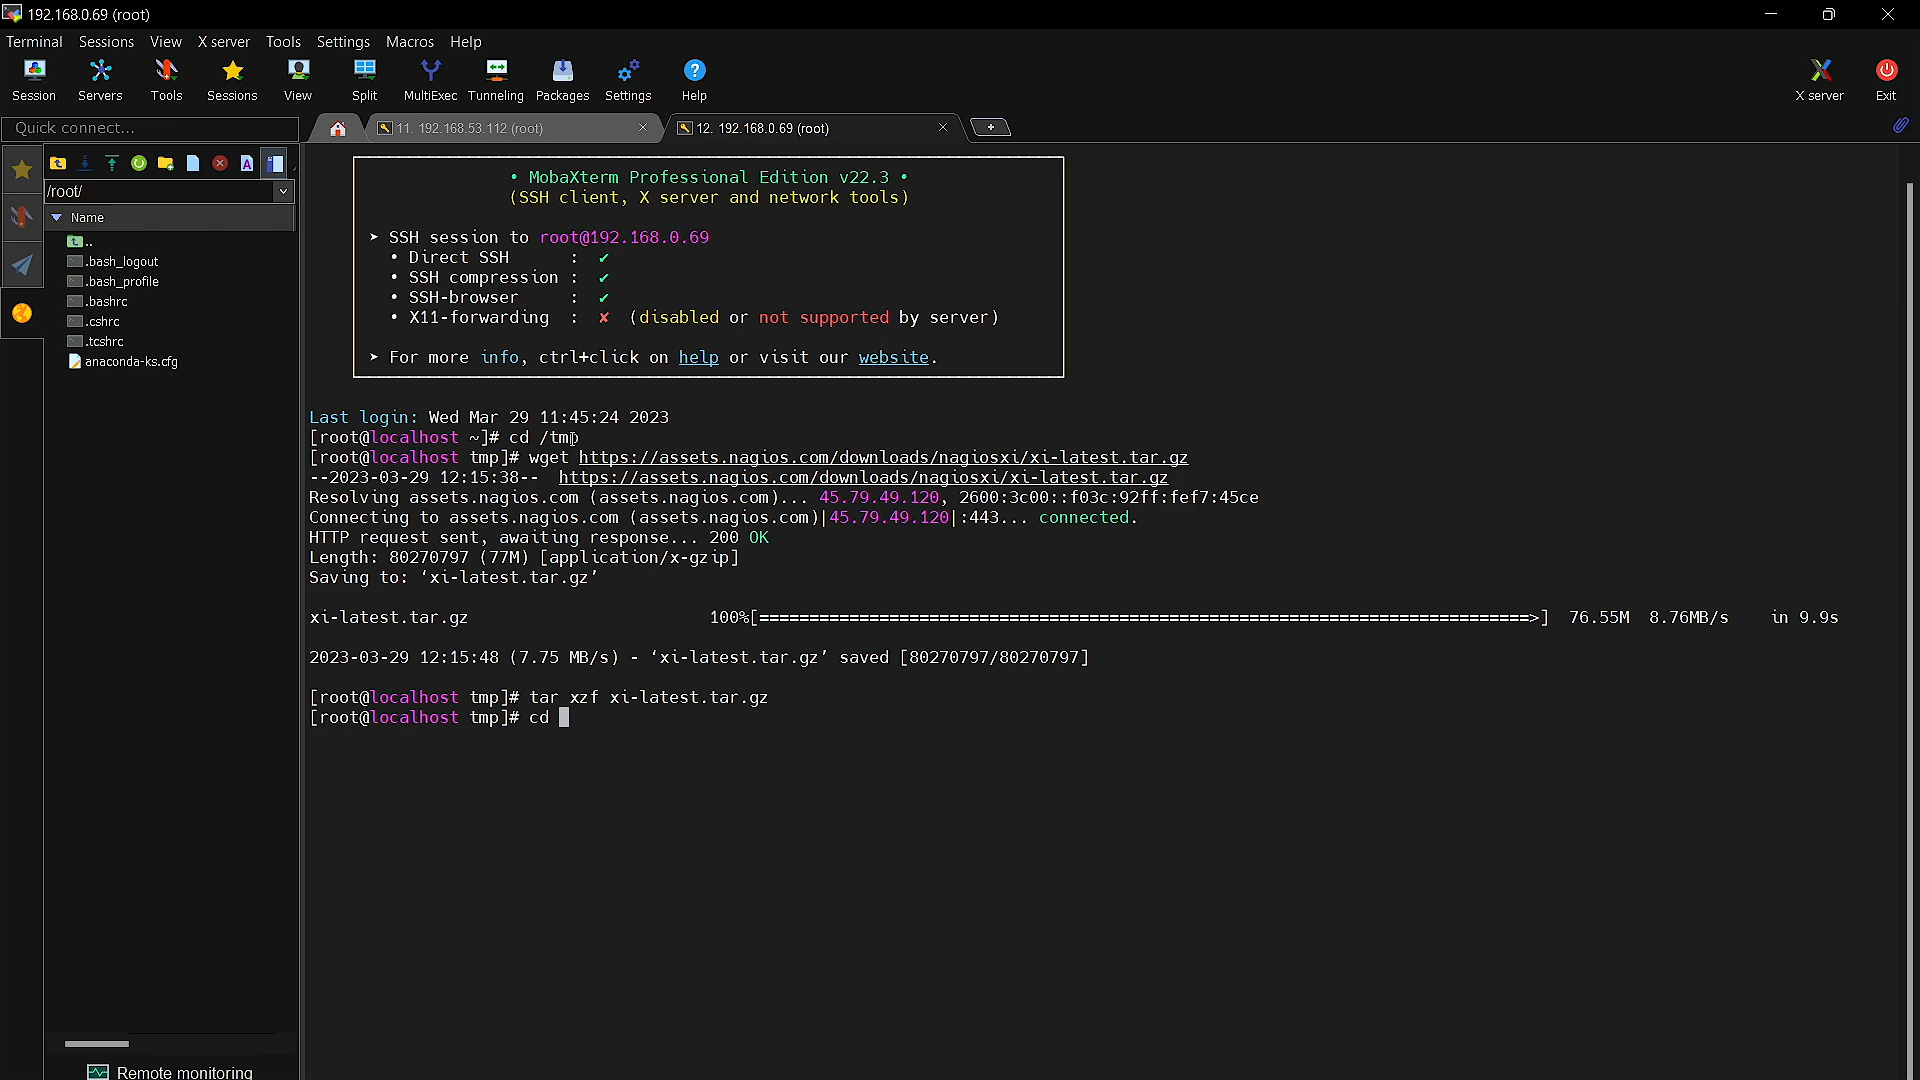 192.168.0.69 (root)
Terminal Sessions View X server Tools Settings Macros Help
Session Servers Tools Sessions View Split MultiExec Tunneling Packages Settings Help X server Exit
Quick connect...
11. 192.168.53.112 (root)
12. 192.168.0.69 (root)
/root/
Name
..
.bash_logout
.bash_profile
.bashrc
.cshrc
.tcshrc
anaconda-ks.cfg
Remote monitoring
• MobaXterm Professional Edition v22.3 •
(SSH client, X server and network tools)
➤ SSH session to root@192.168.0.69
• Direct SSH : ✔
• SSH compression : ✔
• SSH-browser : ✔
• X11-forwarding : ✘ (disabled or not supported by server)
➤ For more info, ctrl+click on help or visit our website.
Last login: Wed Mar 29 11:45:24 2023
[root@localhost ~]# cd /tmp
[root@localhost tmp]# wget https://assets.nagios.com/downloads/nagiosxi/xi-latest.tar.gz
--2023-03-29 12:15:38-- https://assets.nagios.com/downloads/nagiosxi/xi-latest.tar.gz
Resolving assets.nagios.com (assets.nagios.com)... 45.79.49.120, 2600:3c00::f03c:92ff:fef7:45ce
Connecting to assets.nagios.com (assets.nagios.com)|45.79.49.120|:443... connected.
HTTP request sent, awaiting response... 200 OK
Length: 80270797 (77M) [application/x-gzip]
Saving to: ‘xi-latest.tar.gz’
xi-latest.tar.gz 100%[=============================================================================>] 76.55M 8.76MB/s in 9.9s
2023-03-29 12:15:48 (7.75 MB/s) - ‘xi-latest.tar.gz’ saved [80270797/80270797]
[root@localhost tmp]# tar xzf xi-latest.tar.gz
[root@localhost tmp]# cd